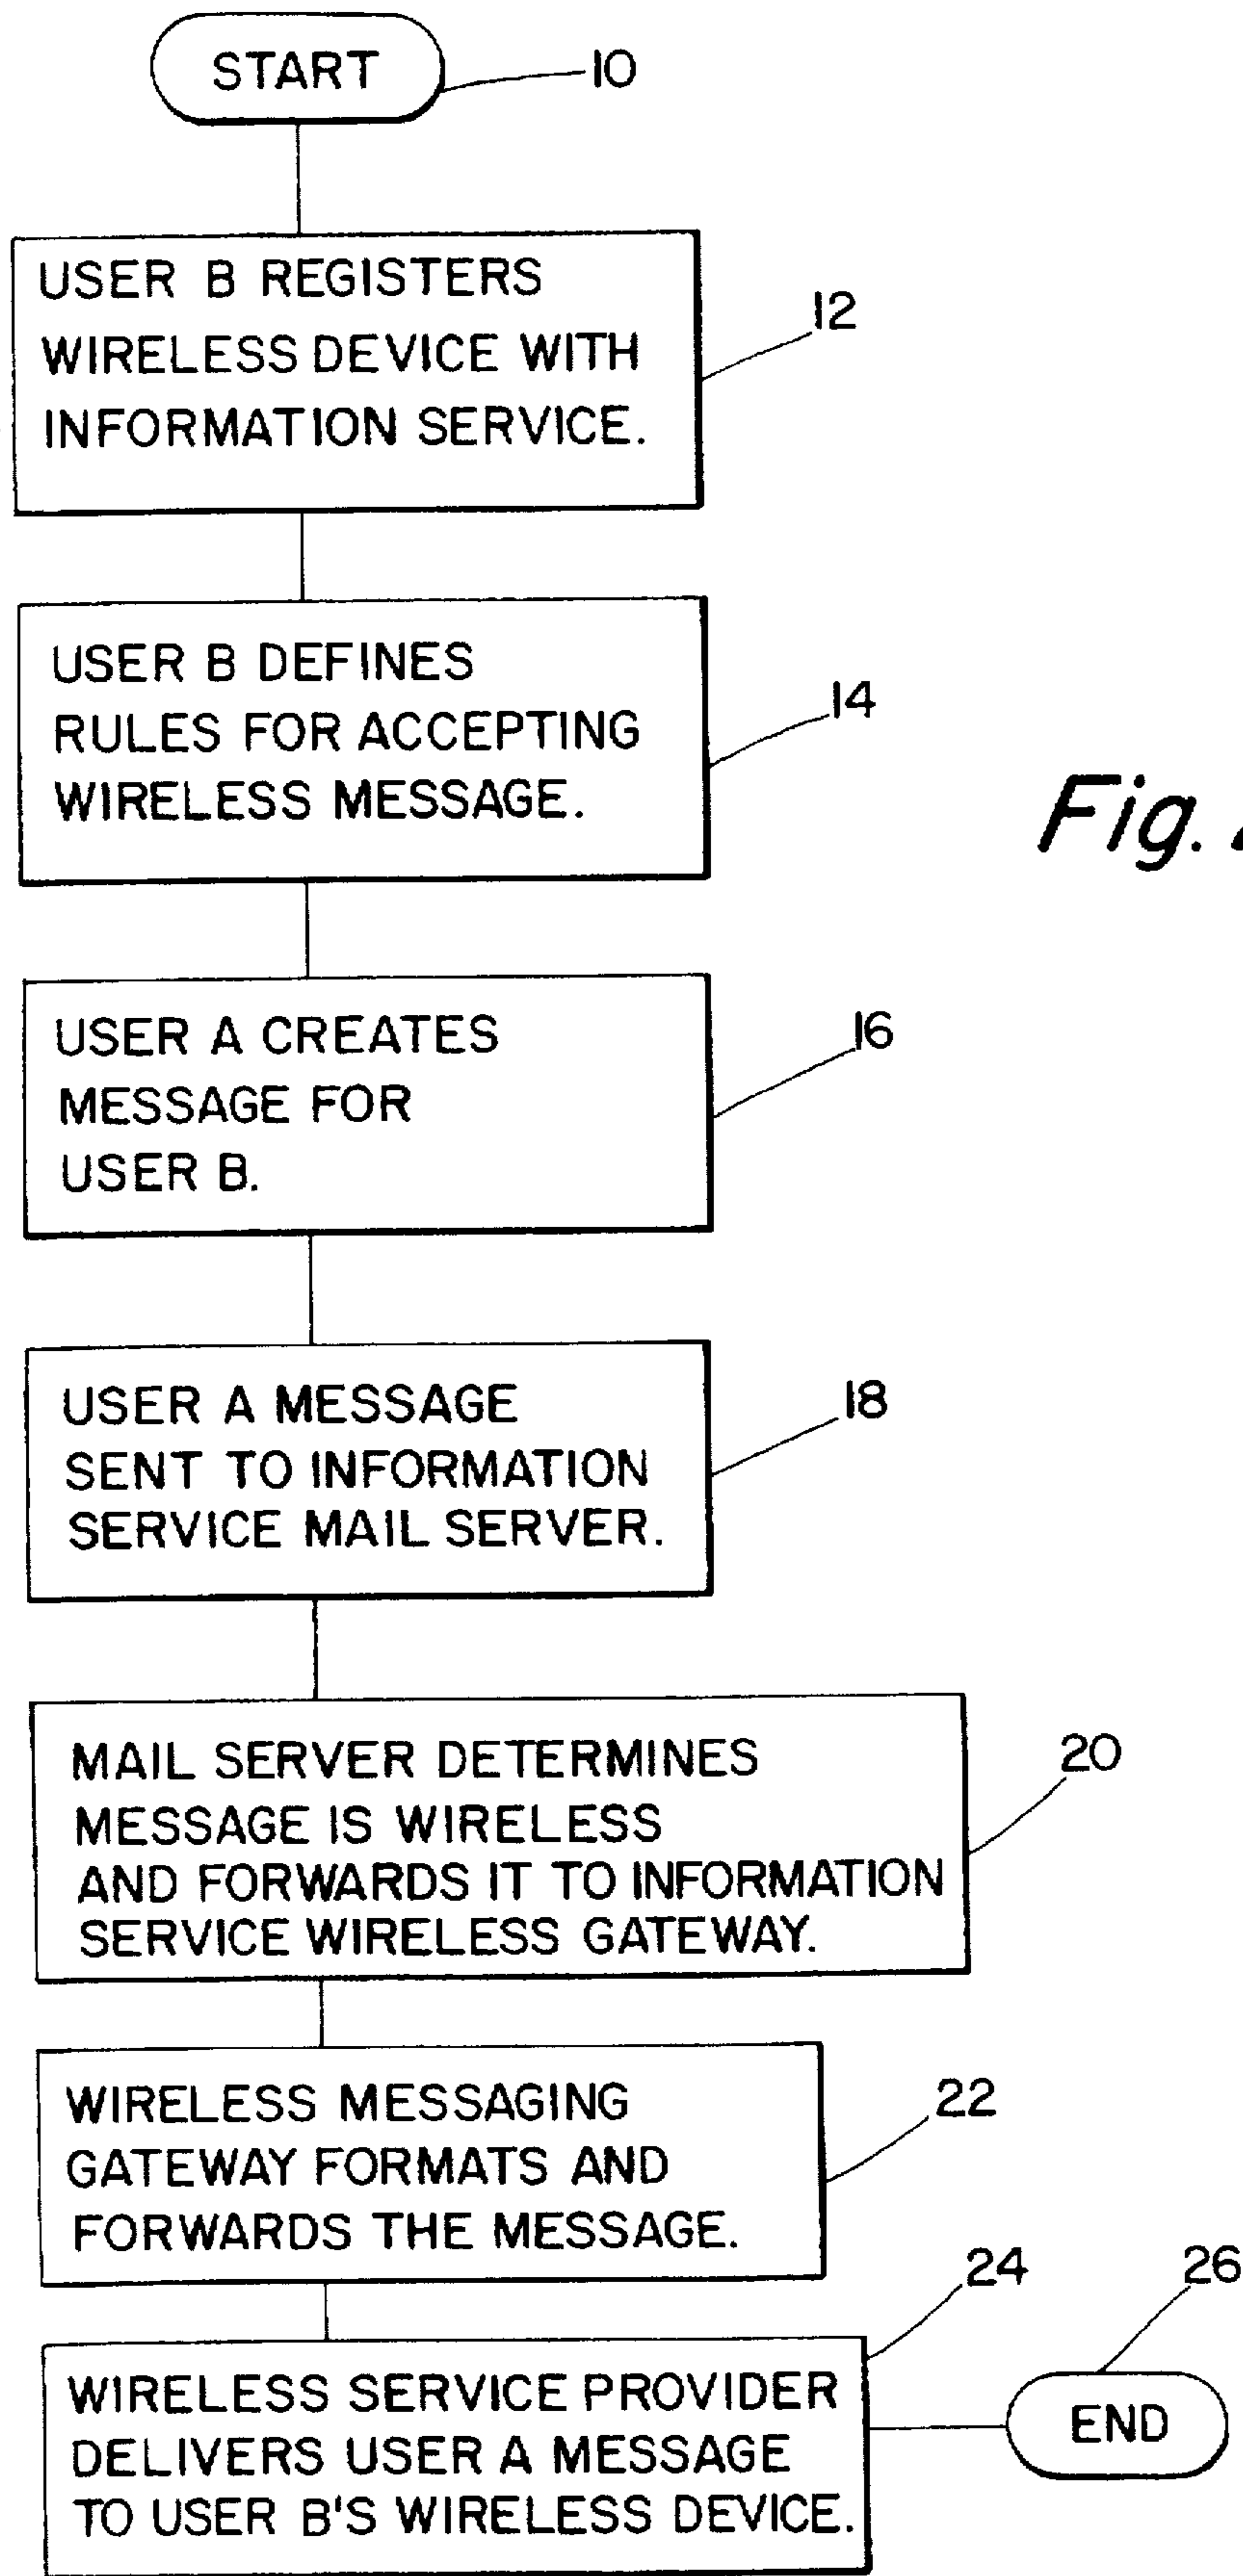 START
10
USER B REGISTERS
WIRELESS DEVICE WITH
INFORMATION SERVICE.
12
USER B DEFINES
RULES FOR ACCEPTING
WIRELESS MESSAGE.
14
Fig.
USER A CREATES
MESSAGE FOR
USER B.
16
USER A MESSAGE
SENT TO INFORMATION
SERVICE MAIL SERVER.
18
MAIL SERVER DETERMINES
MESSAGE IS WIRELESS
AND FORWARDS IT TO INFORMATION
SERVICE WIRELESS GATEWAY.
20
WIRELESS MESSAGING
GATEWAY FORMATS AND
FORWARDS THE MESSAGE.
22
WIRELESS SERVICE PROVIDER
DELIVERS USER A MESSAGE
TO USER B'S WIRELESS DEVICE.
24
END
26